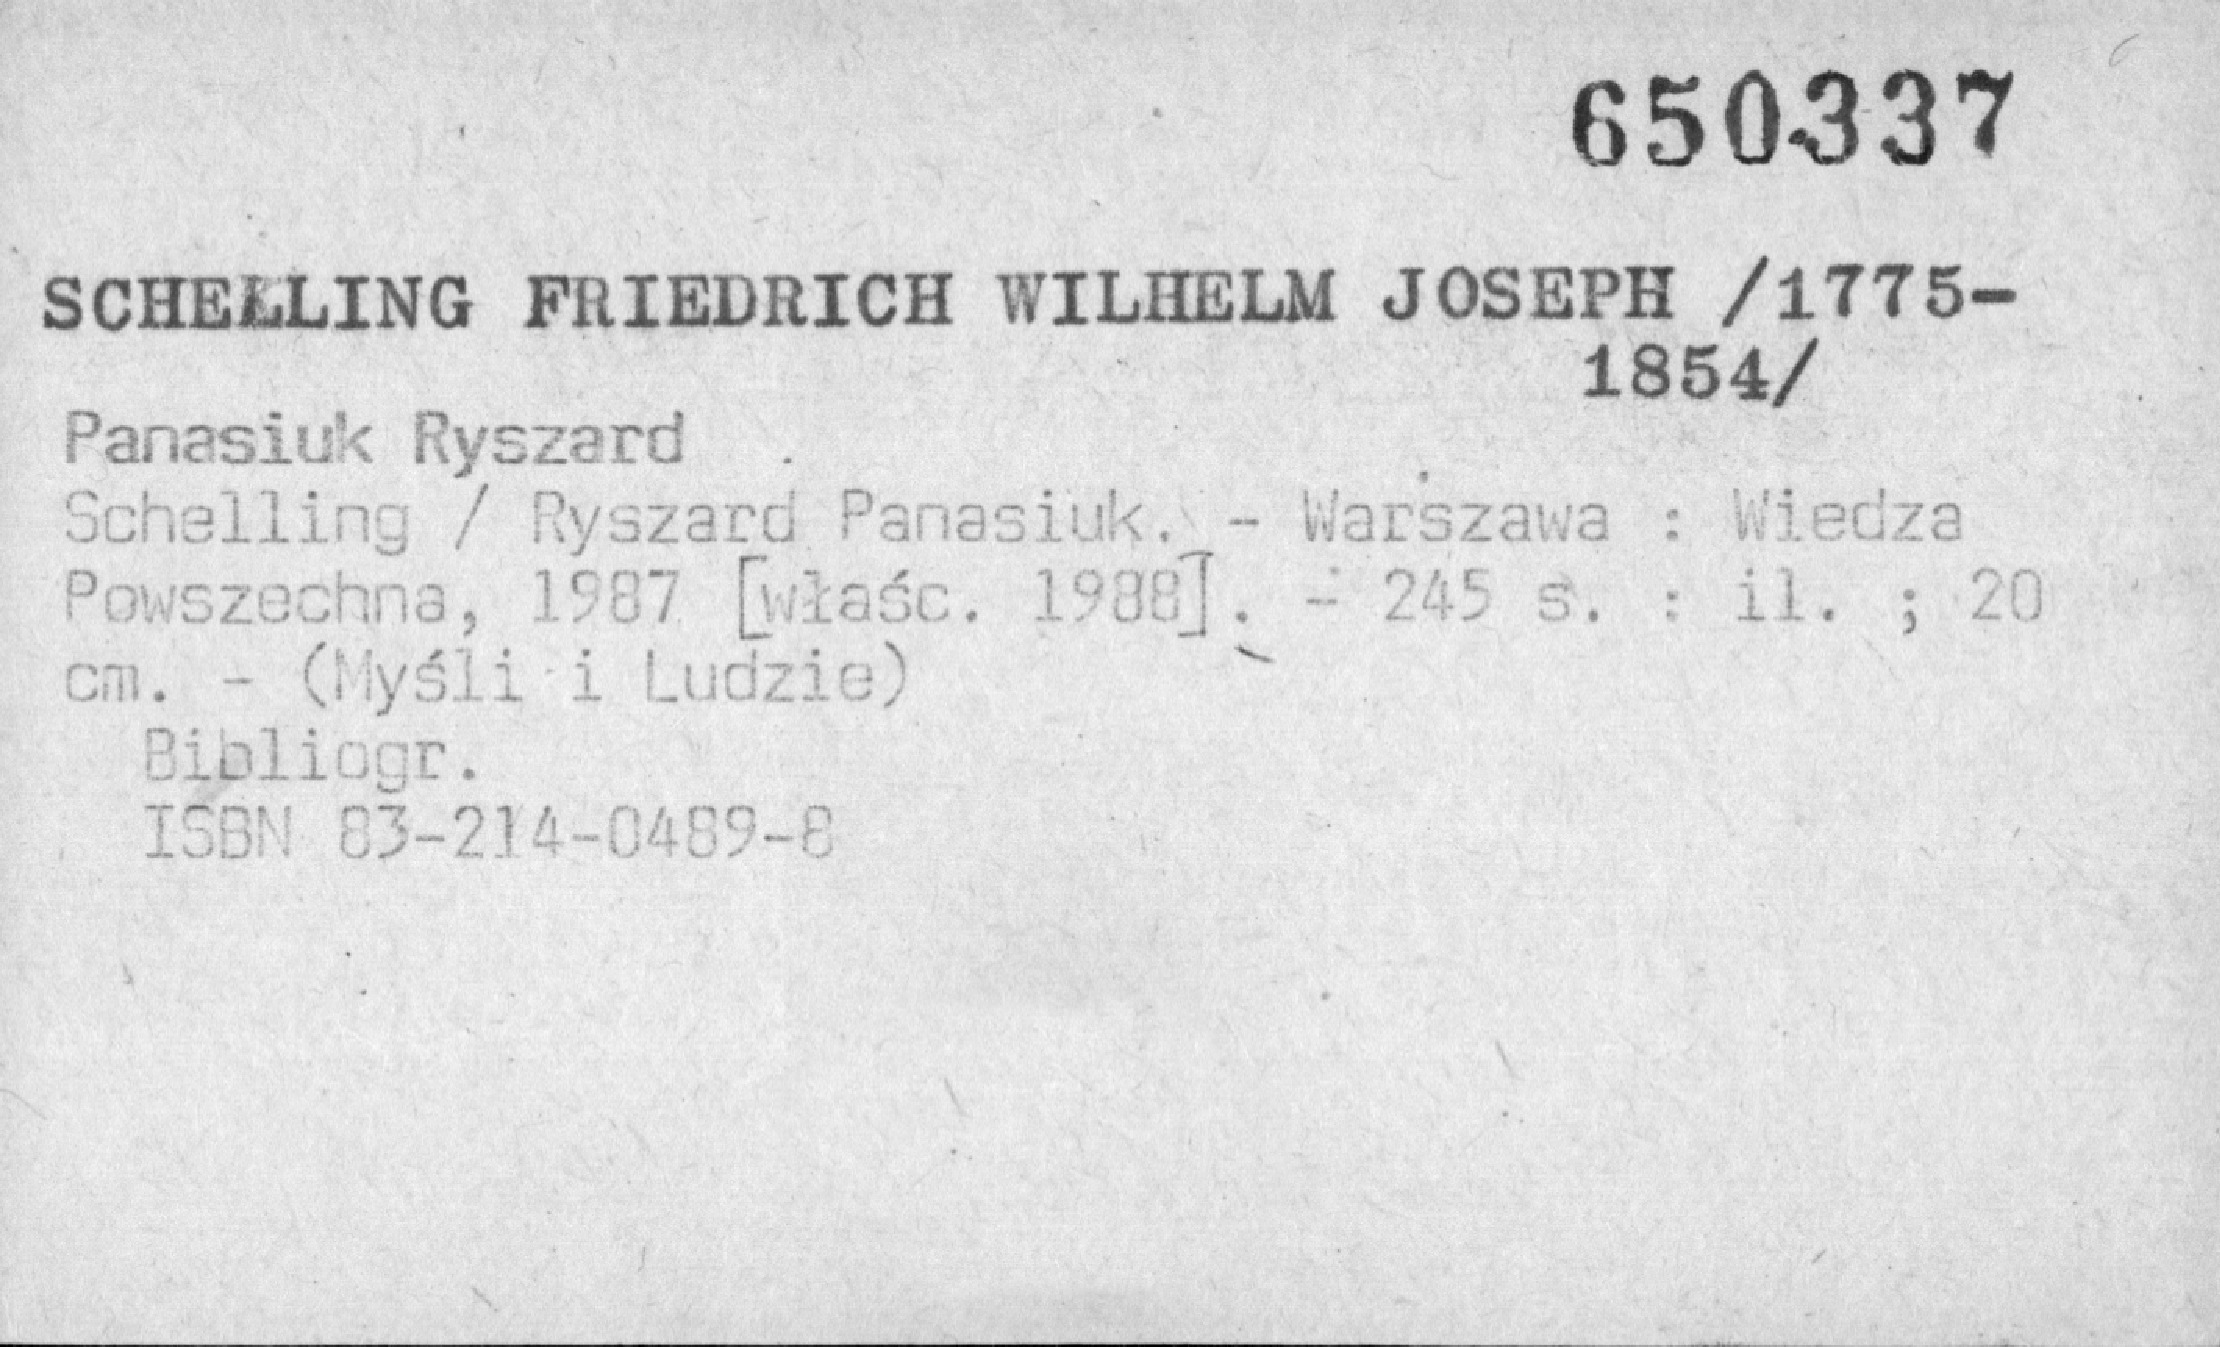 650337
SCHELLING FRIEDRICH WILHELM JOSEPH /1775-
1854/
Panasiuk Ryszard
Schelling / Ryszard Panasiuk. - Warszawa : Wiedza
Powszechna, 1987 [właśc. 1988]. - 245 s. : il. ; 20
cm. - (Myśli i Ludzie)
Bibliogr.
ISBN 83-214-0489-8